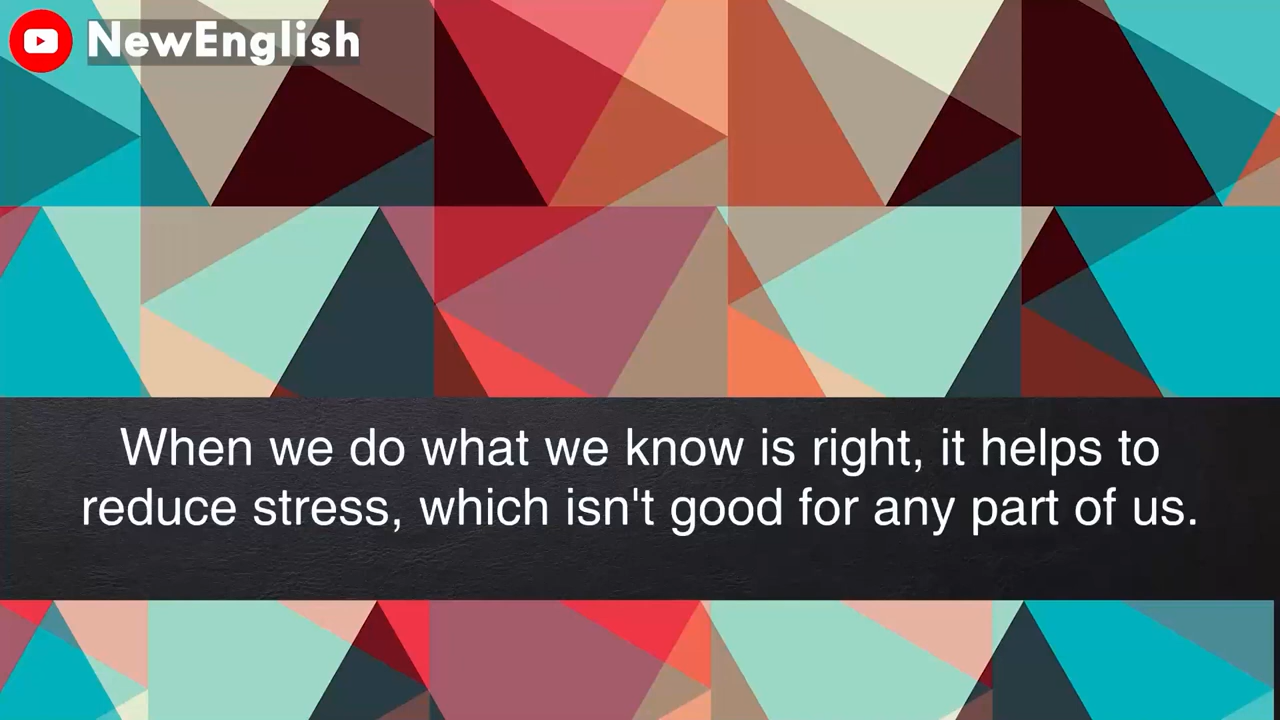 NewEnglish
When we do what we know is right, it helps to
reduce stress, which isn't good for any part of us.